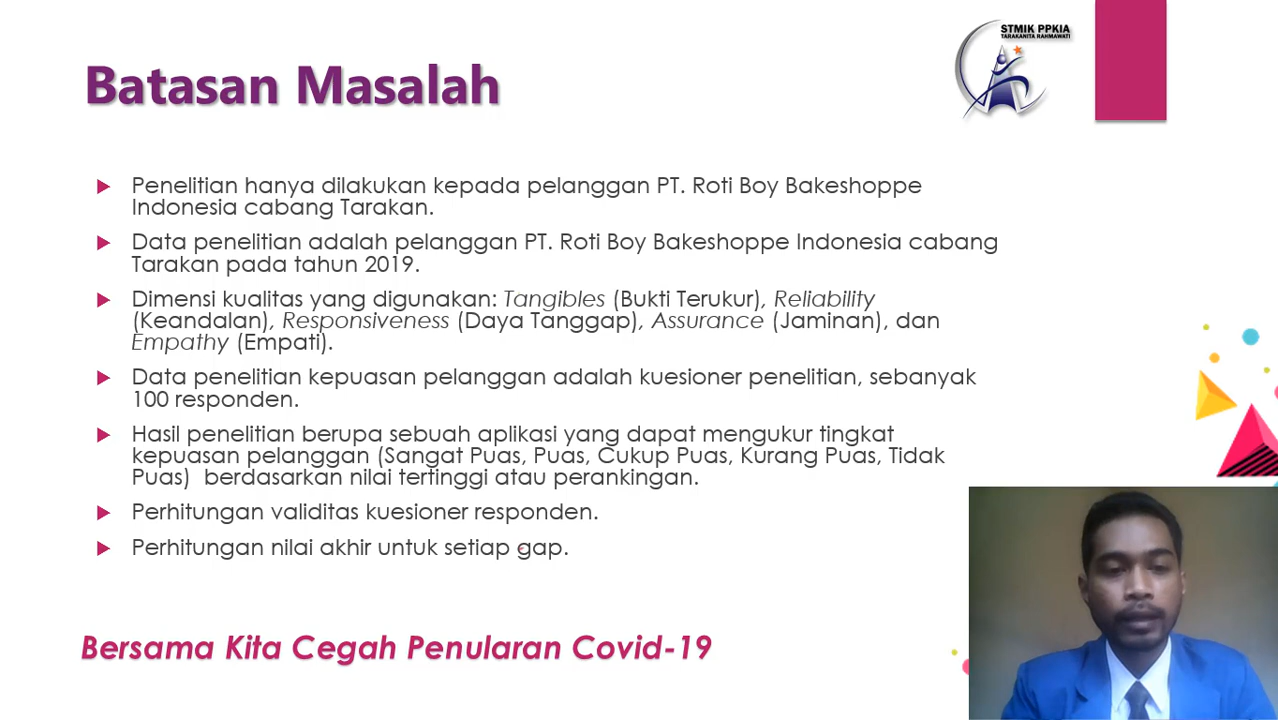 STMIK PPKIA
TARAKANITA RAHMAWATI
Batasan Masalah
Penelitian hanya dilakukan kepada pelanggan PT. Roti Boy Bakeshoppe
Indonesia cabang Tarakan.
Data penelitian adalah pelanggan PT. Roti Boy Bakeshoppe Indonesia cabang
Tarakan pada tahun 2019.
Dimensi kualitas yang digunakan: Tangibles (Bukti Terukur), Reliability
(Keandalan), Responsiveness (Daya Tanggap), Assurance (Jaminan), dan
Empathy (Empati).
Data penelitian kepuasan pelanggan adalah kuesioner penelitian, sebanyak
100 responden.
Hasil penelitian berupa sebuah aplikasi yang dapat mengukur tingkat
kepuasan pelanggan (Sangat Puas, Puas, Cukup Puas, Kurang Puas, Tidak
Puas) berdasarkan nilai tertinggi atau perankingan.
Perhitungan validitas kuesioner responden.
Perhitungan nilai akhir untuk setiap gap.
Bersama Kita Cegah Penularan Covid-19